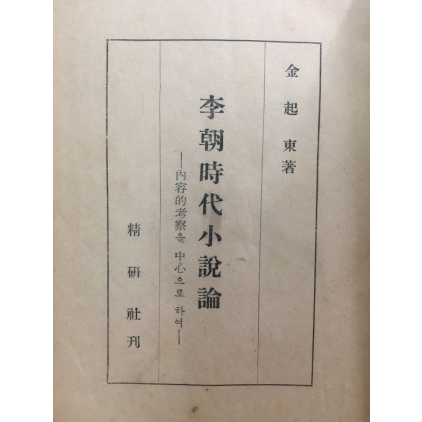 金起東著
李朝時代小說論
―內容的考察을 中心으로 하여―
精硏社刊